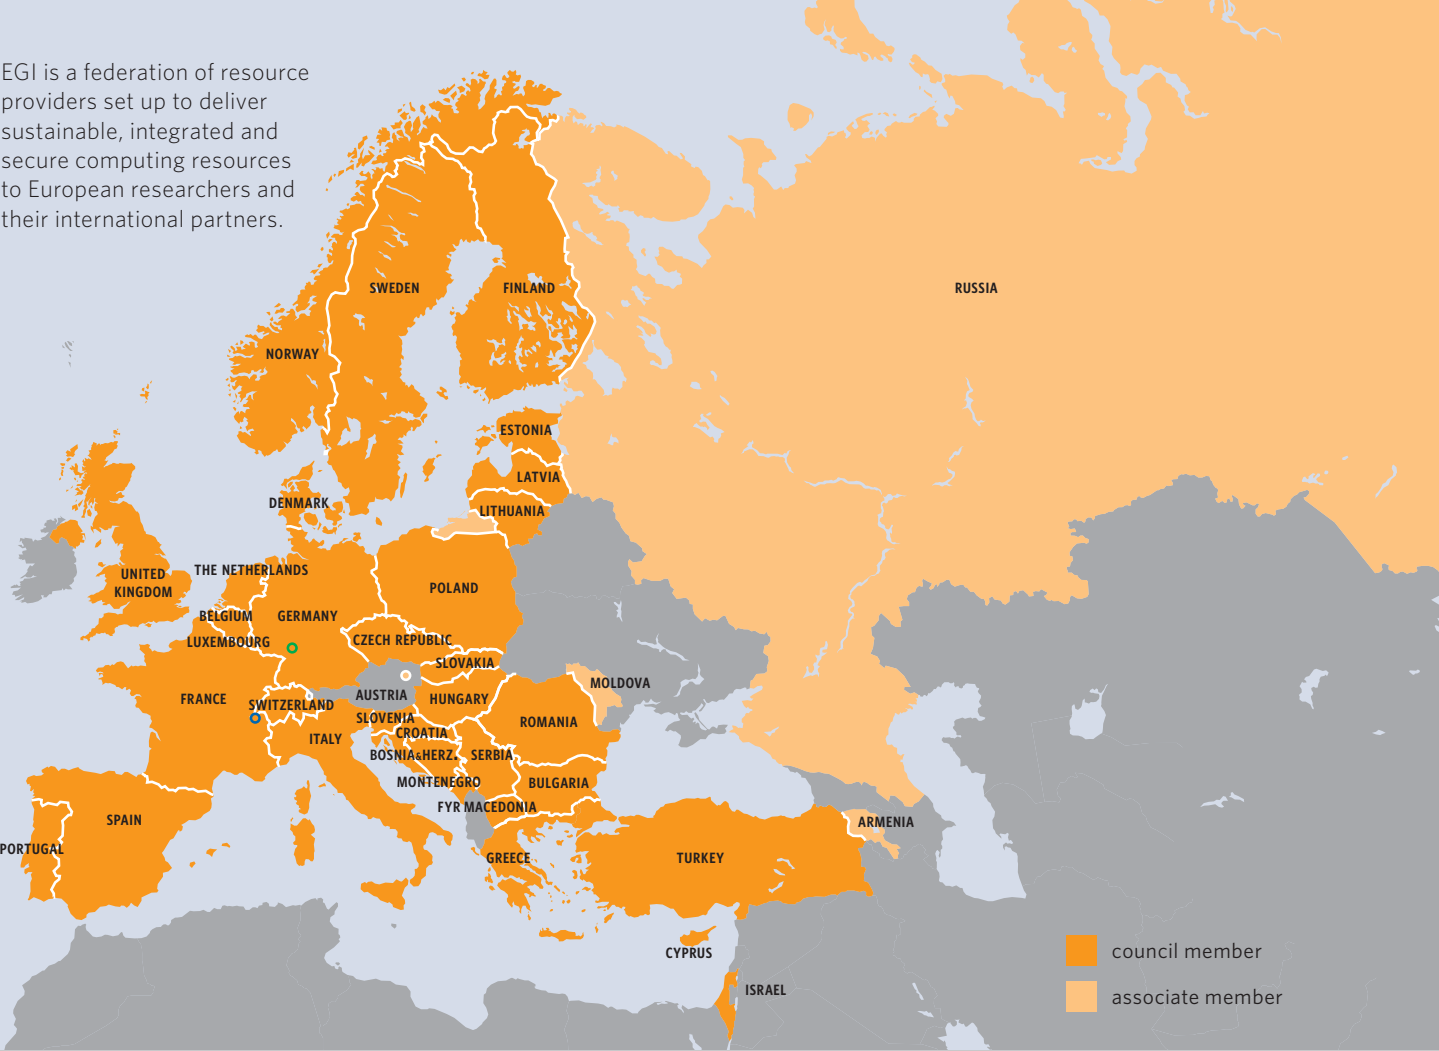 EGI is a federation of resource
providers set up to deliver
sustainable, integrated and
secure computing resources
to European researchers and
their international partners.
SWEDEN
FINLAND
RUSSIA
NORWAY
ESTONIA
LATVIA
DENMARK
LITHUANIA
THE NETHERLANDS
UNITED
KINGDOM
POLAND
BELGIUM
GERMANY
LUXEMBOURG
CZECH REPUBLIC
SLOVAKIA
MOLDOVA
FRANCE
SWITZERLAND
AUSTRIA
HUNGARY
SLOVENIA
ROMANIA
CROATIA
ITALY
BOSNIA&HERZ.
SERBIA
MONTENEGRO
BULGARIA
FYR MACEDONIA
SPAIN
ARMENIA
PORTUGAL
GREECE
TURKEY
CYPRUS
ISRAEL
council member
associate member